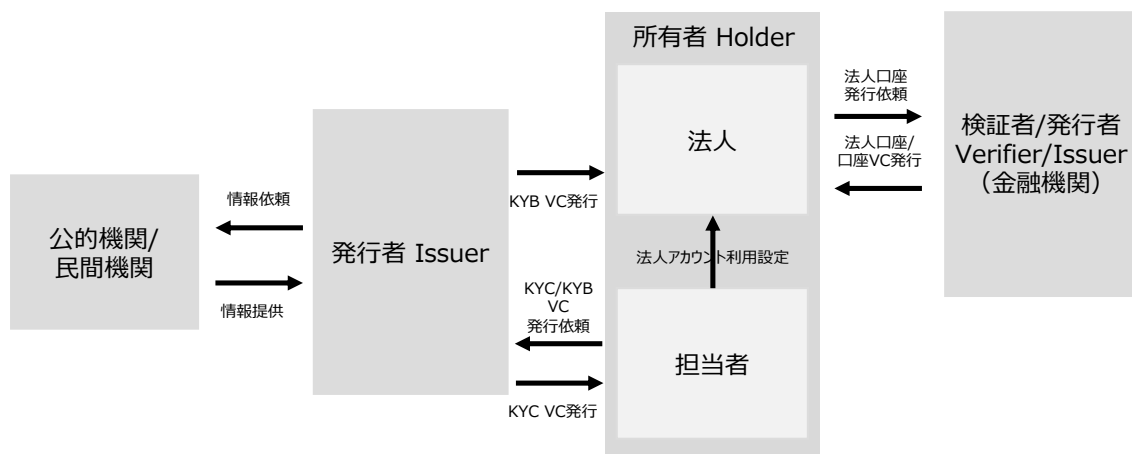 公的機関/
民間機関
情報依頼
情報提供
発行者 Issuer
KYB VC発行
KYC/KYB
VC
発行依頼
KYC VC発行
所有者 Holder
法人
法人アカウント利用設定
担当者
法人口座
発行依頼
法人口座/
口座VC発行
検証者/発行者
Verifier/Issuer
（金融機関）